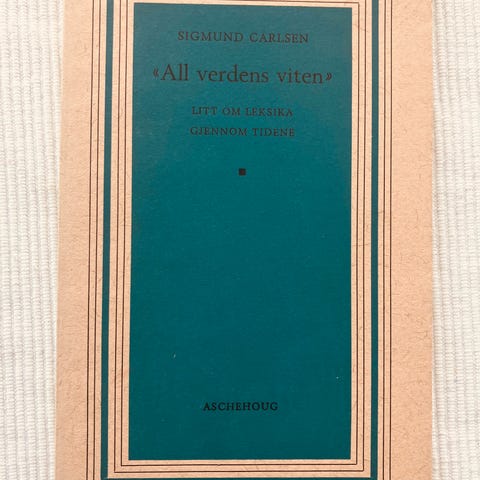 SIGMUND CARLSEN
«All verdens viten»
LITT OM LEKSIKA
GJENNOM TIDENE
ASCHEHOUG